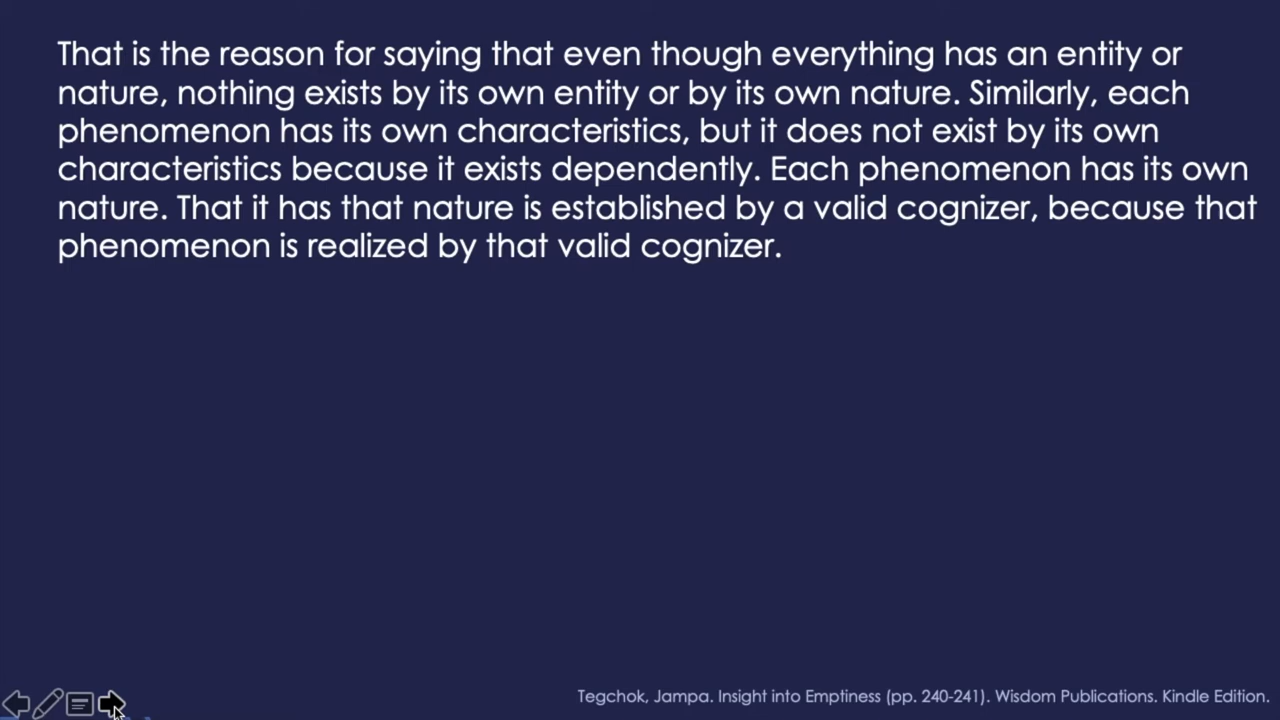 That is the reason for saying that even though everything has an entity or
nature, nothing exists by its own entity or by its own nature. Similarly, each
phenomenon has its own characteristics, but it does not exist by its own
characteristics because it exists dependently. Each phenomenon has its own
nature. That it has that nature is established by a valid cognizer, because that
phenomenon is realized by that valid cognizer.
Tegchok, Jampa. Insight into Emptiness (pp. 240-241). Wisdom Publications. Kindle Edition.